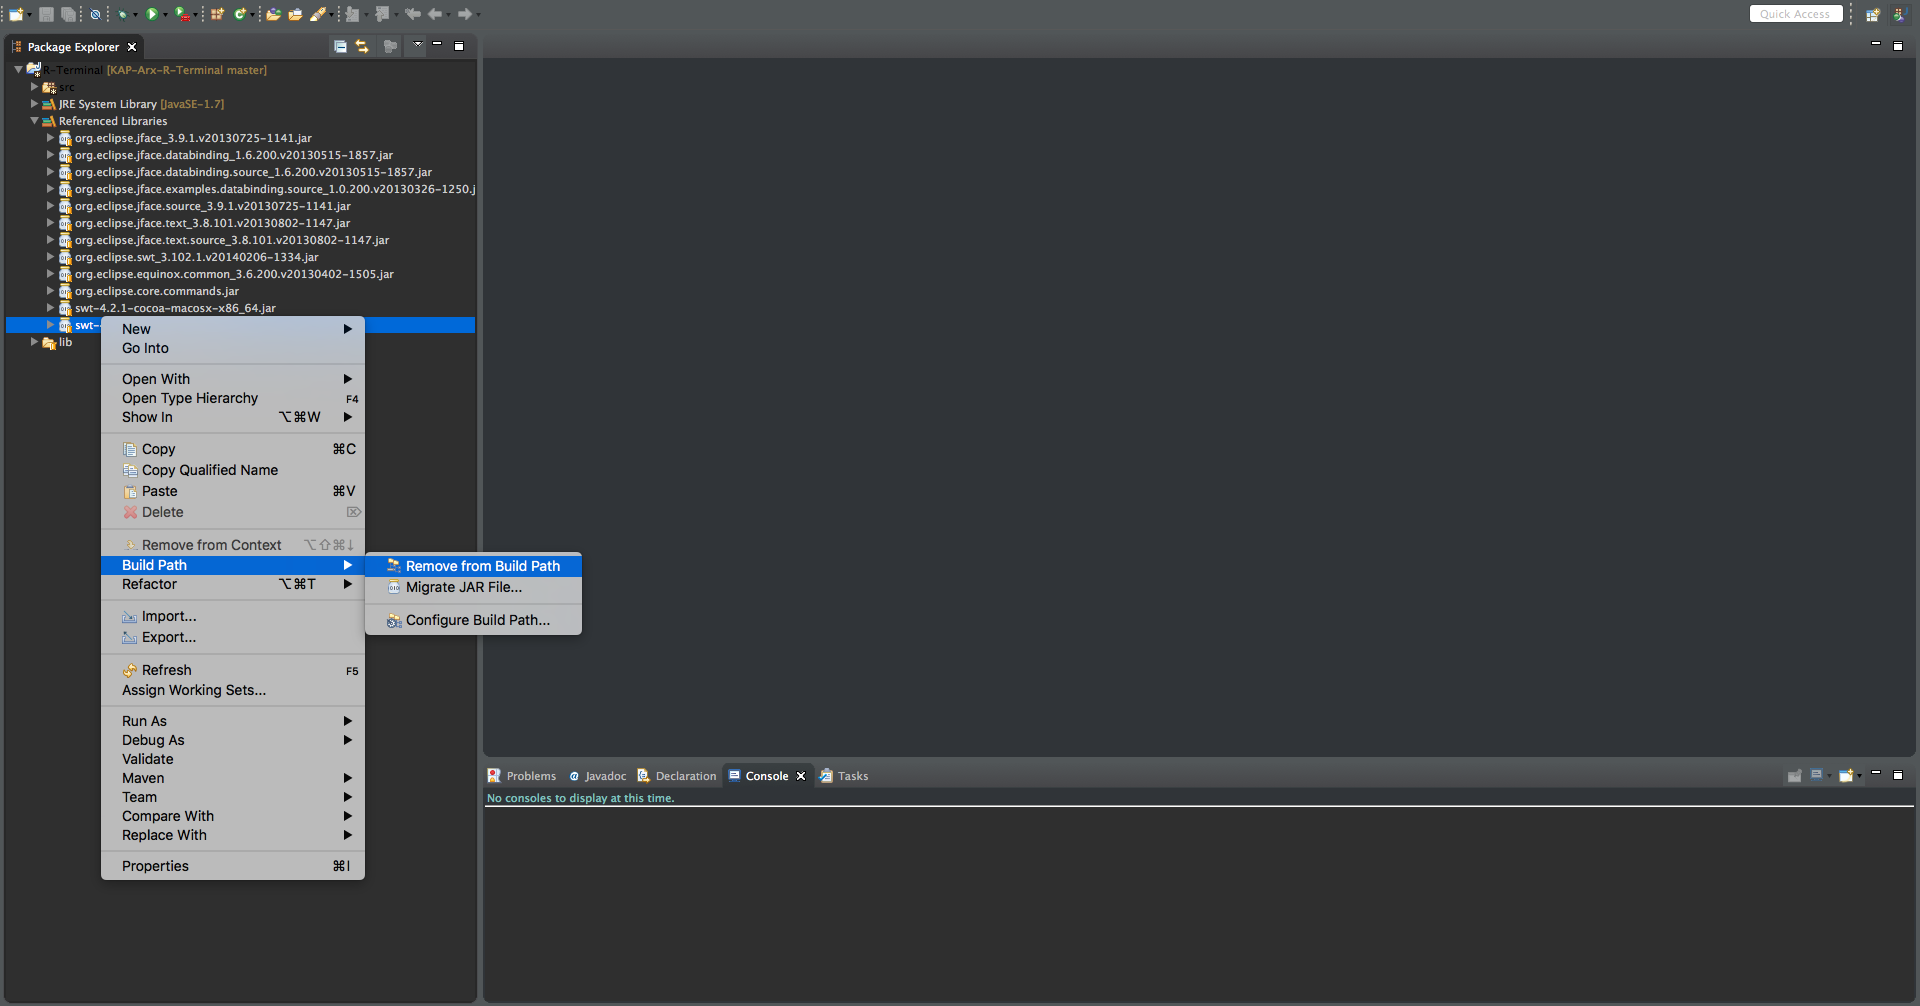 Quick Access
Package Explorer
R-Terminal [KAP-Arx-R-Terminal master]
src
JRE System Library [JavaSE-1.7]
Referenced Libraries
org.eclipse.jface_3.9.1.v20130725-1141.jar
org.eclipse.jface.databinding_1.6.200.v20130515-1857.jar
org.eclipse.jface.databinding.source_1.6.200.v20130515-1857.jar
org.eclipse.jface.examples.databinding.source_1.0.200.v20130326-1250.j
org.eclipse.jface.source_3.9.1.v20130725-1141.jar
org.eclipse.jface.text_3.8.101.v20130802-1147.jar
org.eclipse.jface.text.source_3.8.101.v20130802-1147.jar
org.eclipse.swt_3.102.1.v20140206-1334.jar
org.eclipse.equinox.common_3.6.200.v20130402-1505.jar
org.eclipse.core.commands.jar
swt-4.2.1-cocoa-macosx-x86_64.jar
swt-
lib
New
Go Into
Open With
Open Type Hierarchy F4
Show In ⌥⌘W
Copy ⌘C
Copy Qualified Name
Paste ⌘V
Delete ⌦
Remove from Context ⌥⇧⌘↓
Build Path
Refactor ⌥⌘T
Import...
Export...
Refresh F5
Assign Working Sets...
Run As
Debug As
Validate
Maven
Team
Compare With
Replace With
Properties ⌘I
Remove from Build Path
Migrate JAR File...
Configure Build Path...
Problems Javadoc Declaration Console Tasks
No consoles to display at this time.